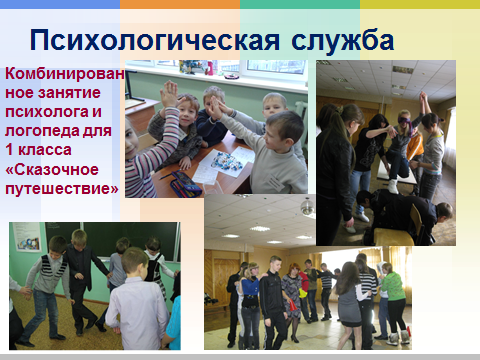 Психологическая служба
Комбинирован
ное занятие
психолога и
логопеда для
1 класса
«Сказочное
путешествие»